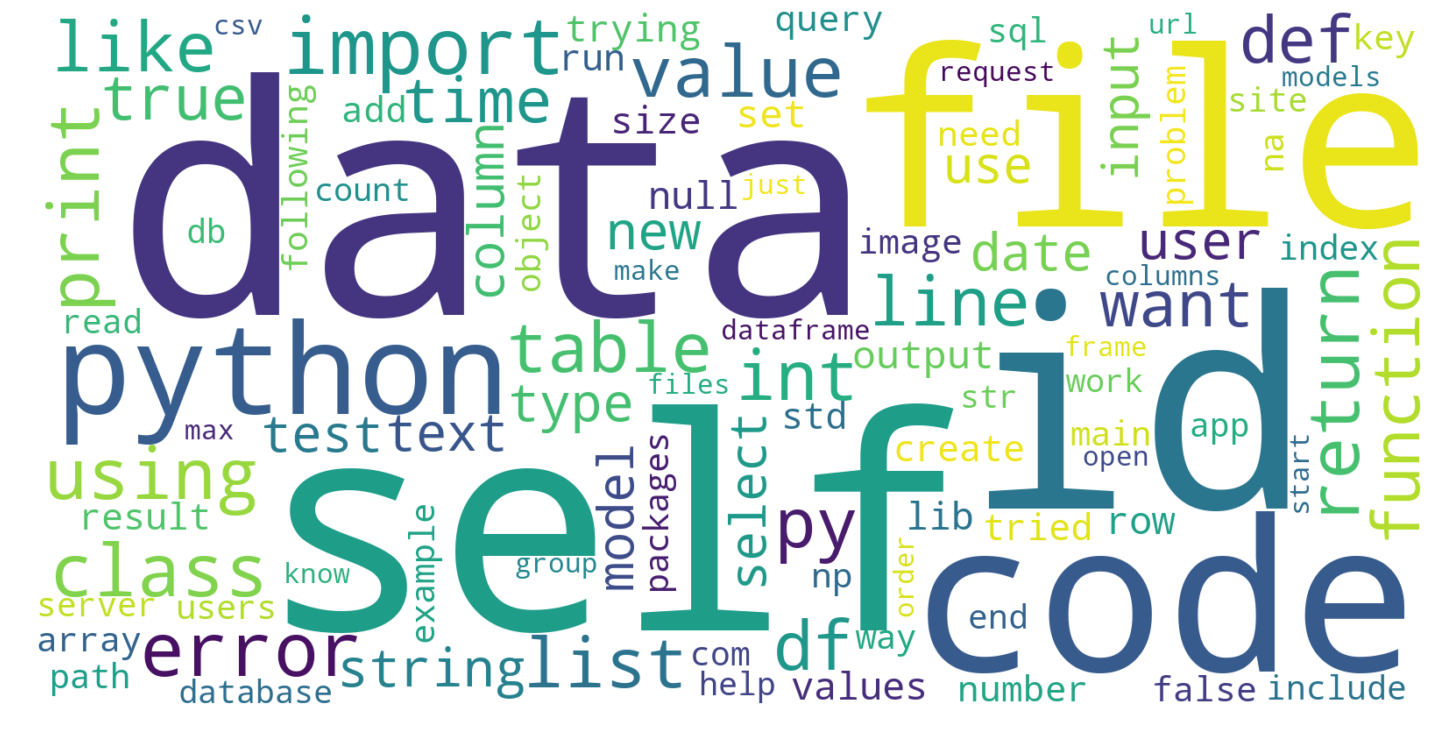 like
csv
import
trying
run
query
value
sql
request
url
def
key
models
true
print
following
add
time
size
set
data
file
need
use
input
problem
site
na
count
column
object
null
just
new
make
db
image
date
user
index
columns
read
python
table
dataframe
line
want
return
function
files
int
output
type
str
frame
work
id
max
test
text
std
select
create
main
open
app
start
using
result
self
model
packages
py
lib
tried
row
class
know
example
group
np
order
code
server
users
end
array
error
string
list
com
df
way
path
database
help
values
number
false
include